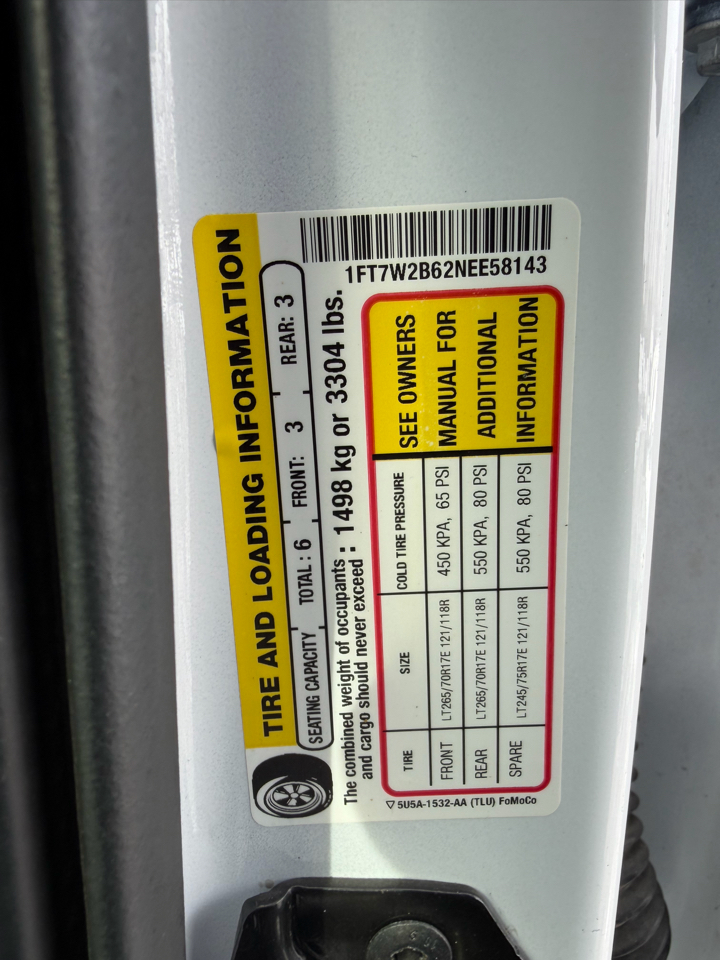 TIRE AND LOADING INFORMATION
SEATING CAPACITY TOTAL : 6 FRONT: 3 REAR: 3
The combined weight of occupants : 1498 kg or 3304 lbs.
and cargo should never exceed :
1FT7W2B62NEE58143
TIRE SIZE COLD TIRE PRESSURE
FRONT LT265/70R17E 121/118R 450 KPA, 65 PSI
REAR LT265/70R17E 121/118R 550 KPA, 80 PSI
SPARE LT245/75R17E 121/118R 550 KPA, 80 PSI
SEE OWNERS
MANUAL FOR
ADDITIONAL
INFORMATION
▽ 5U5A-1532-AA (TLU) FoMoCo